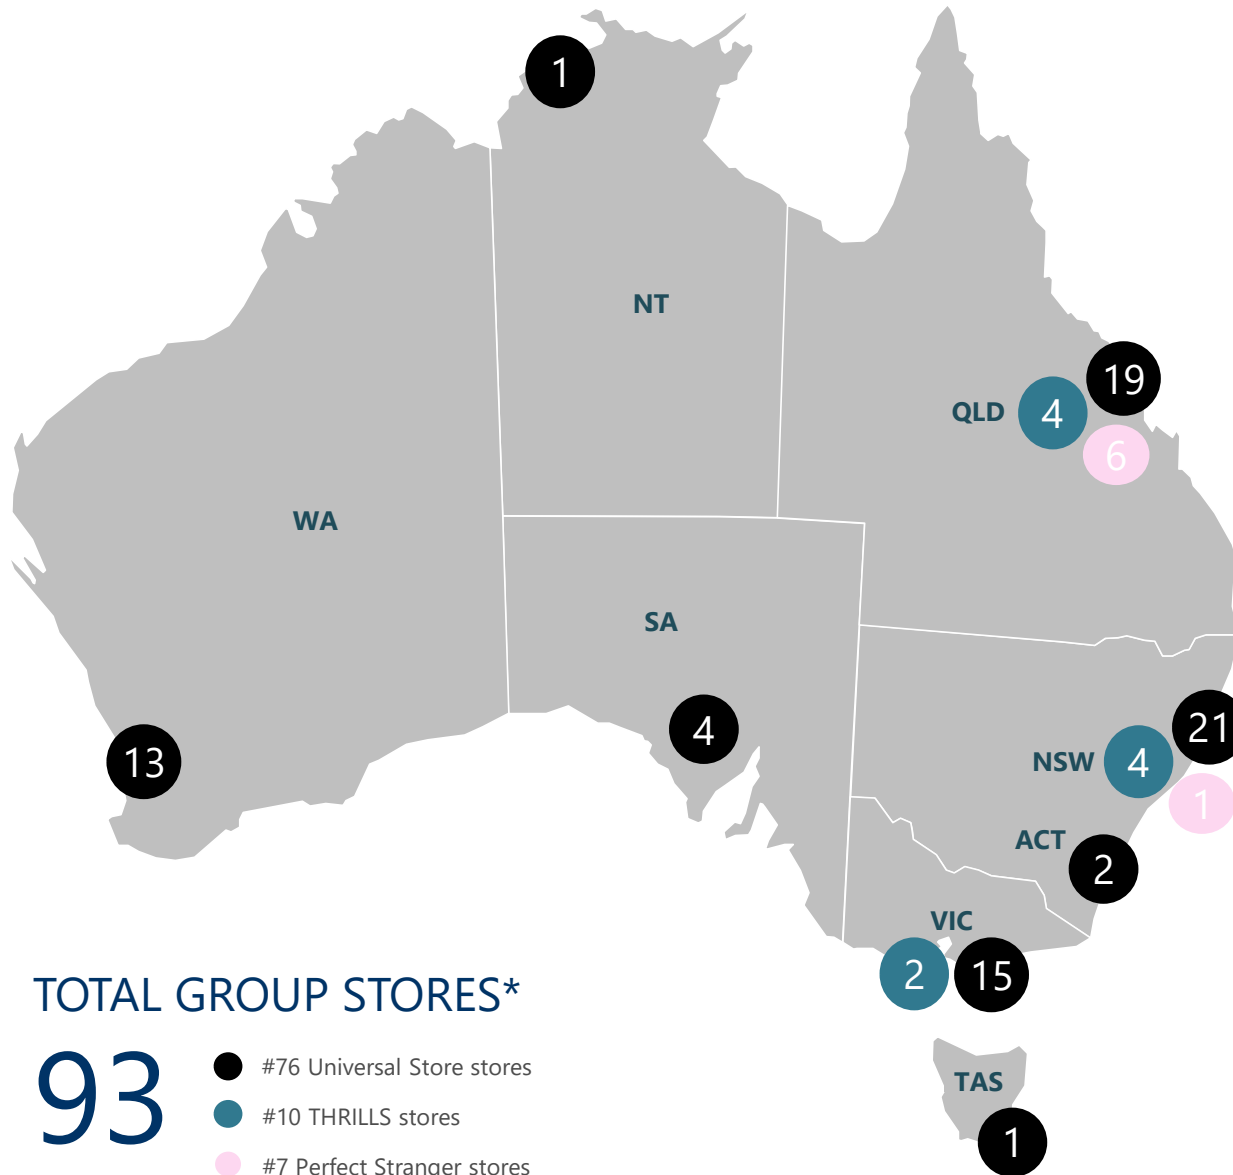 1
NT
19
QLD 4
6
WA
SA
21
4
13
NSW 4
1
ACT
2
VIC
2 15
TOTAL GROUP STORES*
93
#76 Universal Store stores
#10 THRILLS stores
#7 Perfect Stranger stores
TAS
1